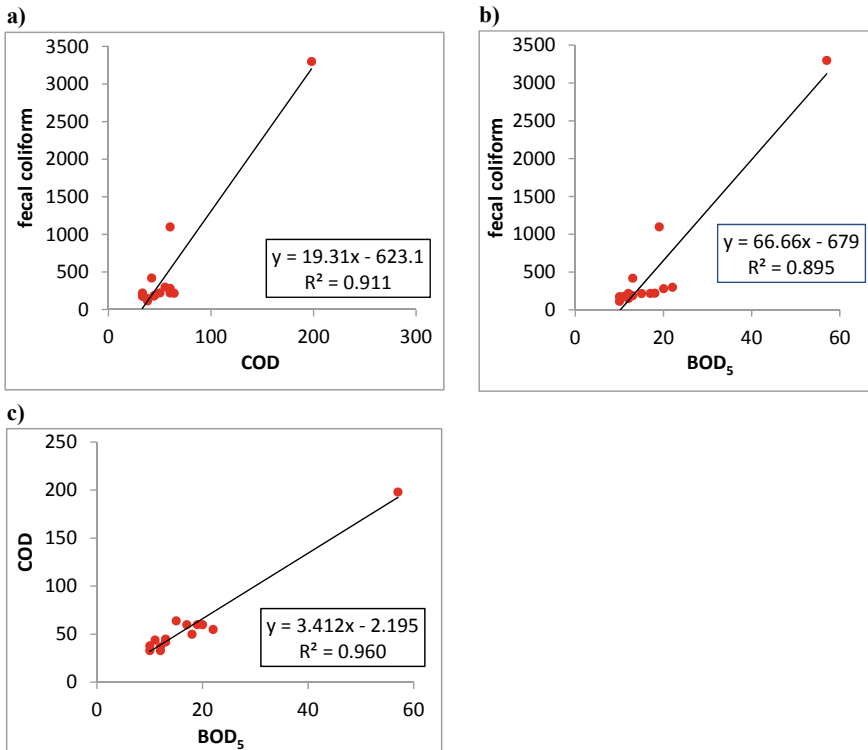 a)
3500
3000
2500
2000
1500
1000
500
0
fecal coliform
y = 19.31x - 623.1
R² = 0.911
0 100 200 300
COD
b)
3500
3000
2500
2000
1500
1000
500
0
fecal coliform
y = 66.66x - 679
R² = 0.895
0 20 40 60
BOD₅
c)
250
200
150
100
50
0
COD
y = 3.412x - 2.195
R² = 0.960
0 20 40 60
BOD₅